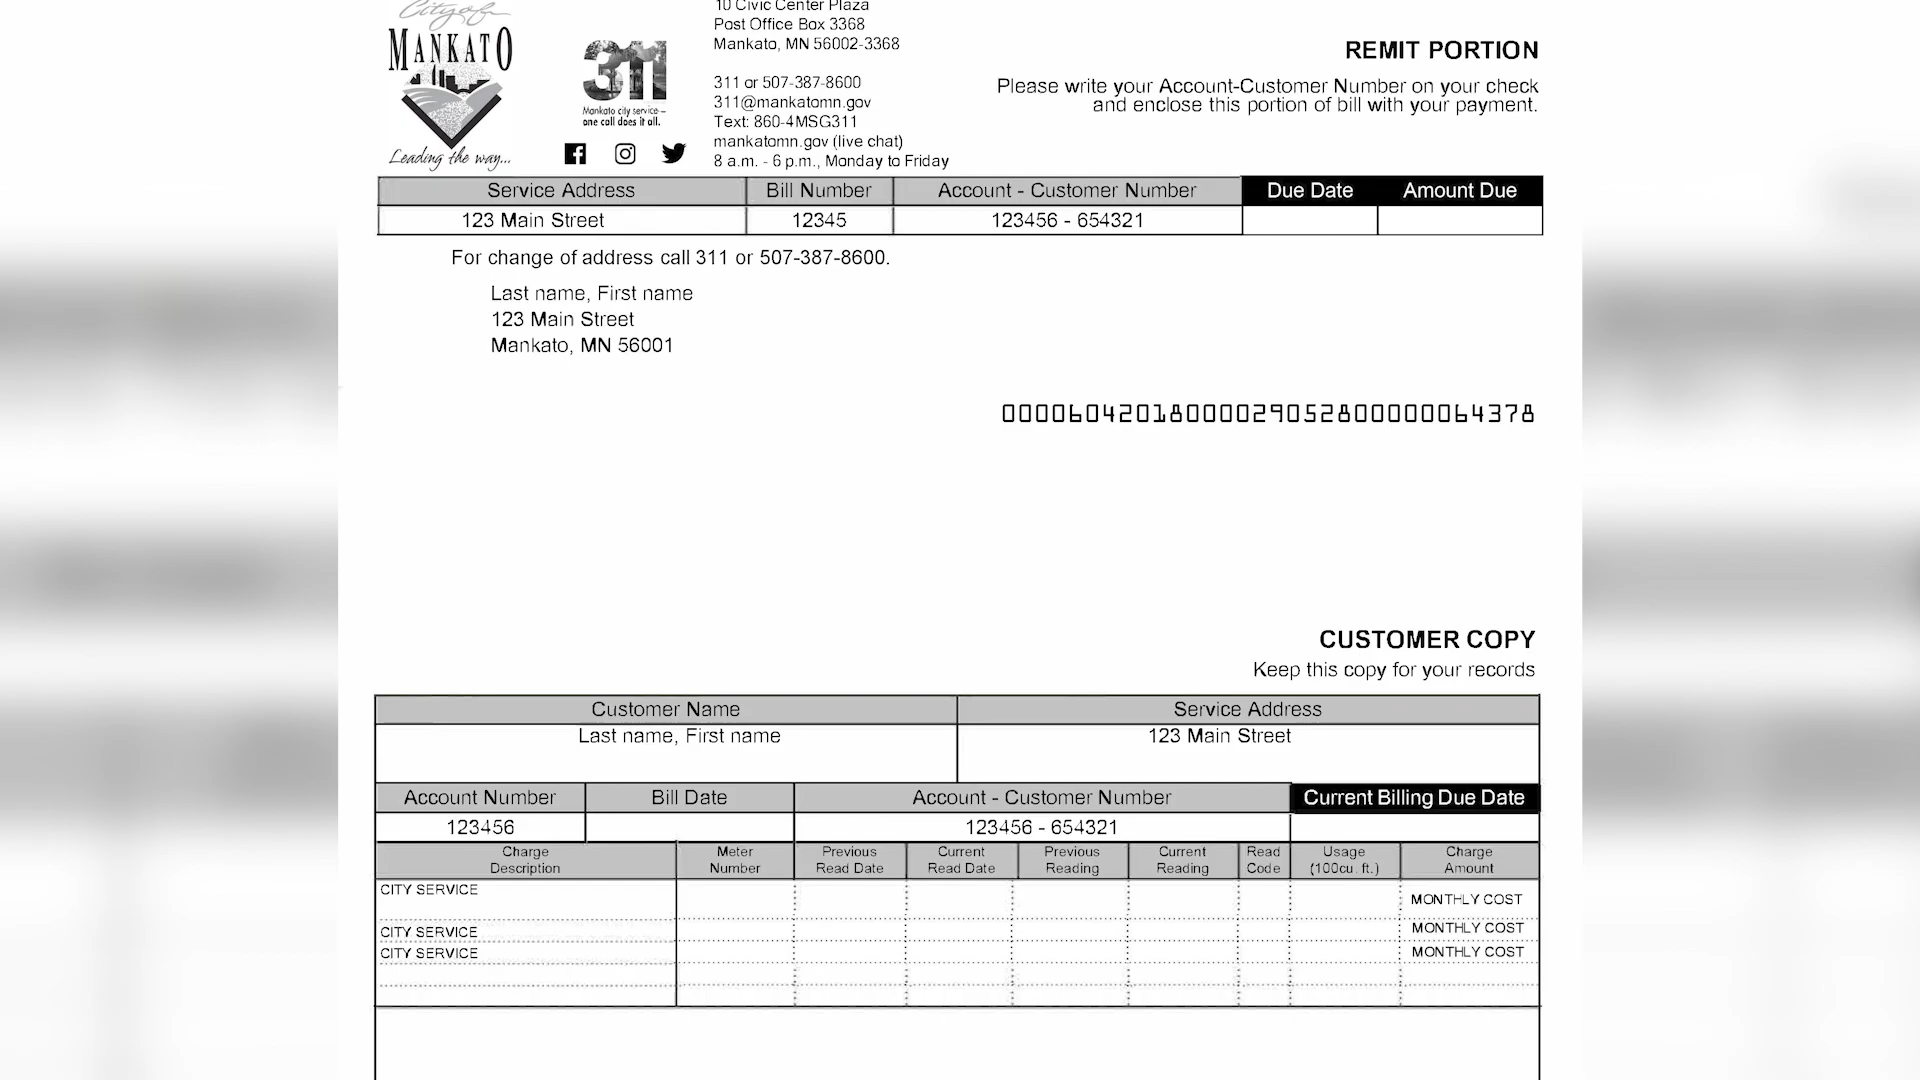 City of
MANKATO
Leading the way...
311
Mankato city service –
one call does it all.
10 Civic Center Plaza
Post Office Box 3368
Mankato, MN 56002-3368
311 or 507-387-8600
311@mankatomn.gov
Text: 860-4MSG311
mankatomn.gov (live chat)
8 a.m. - 6 p.m., Monday to Friday
REMIT PORTION
Please write your Account-Customer Number on your check
and enclose this portion of bill with your payment.
Service Address Bill Number Account - Customer Number Due Date Amount Due
123 Main Street 12345 123456 - 654321
For change of address call 311 or 507-387-8600.
Last name, First name
123 Main Street
Mankato, MN 56001
00006042018000029052800000064378
CUSTOMER COPY
Keep this copy for your records
Customer Name Service Address
Last name, First name 123 Main Street
Account Number Bill Date Account - Customer Number Current Billing Due Date
123456 123456 - 654321
Charge Meter Previous Current Previous Current Read Usage Charge
Description Number Read Date Read Date Reading Reading Code (100cu. ft.) Amount
CITY SERVICE MONTHLY COST
CITY SERVICE MONTHLY COST
CITY SERVICE MONTHLY COST